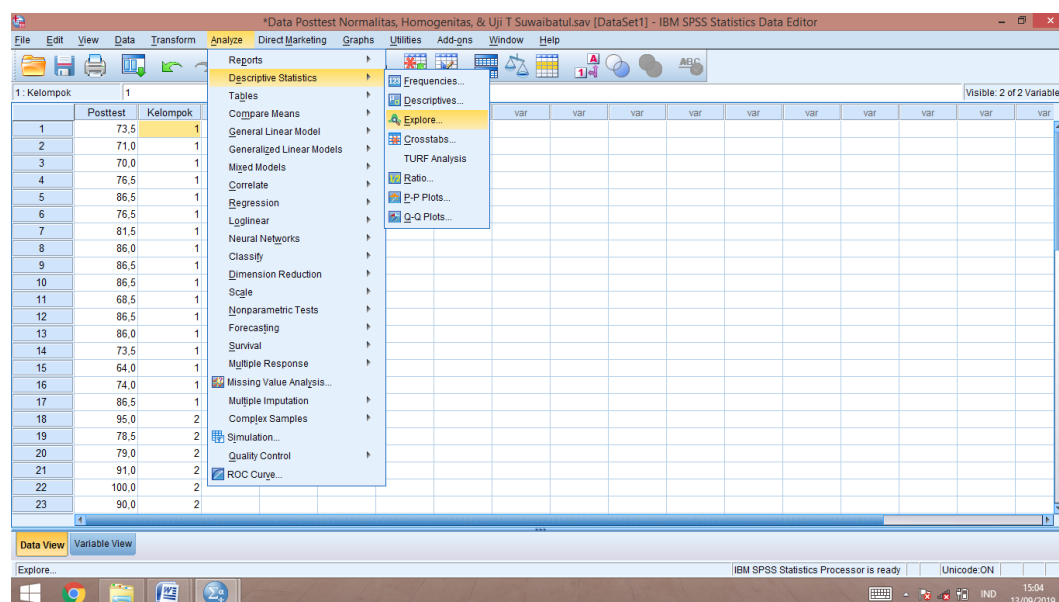 *Data Posttest Normalitas, Homogenitas, & Uji T Suwaibatul.sav [DataSet1] - IBM SPSS Statistics Data Editor
File Edit View Data Transform Analyze Direct Marketing Graphs Utilities Add-ons Window Help
1 : Kelompok 1 Visible: 2 of 2 Variable
Reports
Descriptive Statistics
Tables
Compare Means
General Linear Model
Generalized Linear Models
Mixed Models
Correlate
Regression
Loglinear
Neural Networks
Classify
Dimension Reduction
Scale
Nonparametric Tests
Forecasting
Survival
Multiple Response
Missing Value Analysis...
Multiple Imputation
Complex Samples
Simulation...
Quality Control
ROC Curve...
Frequencies...
Descriptives...
Explore...
Crosstabs...
TURF Analysis
Ratio...
P-P Plots...
Q-Q Plots...
Posttest Kelompok var var var var var var var var var var
1 73,5 1
2 71,0 1
3 70,0 1
4 76,5 1
5 86,5 1
6 76,5 1
7 81,5 1
8 86,0 1
9 86,5 1
10 86,5 1
11 68,5 1
12 86,5 1
13 86,0 1
14 73,5 1
15 64,0 1
16 74,0 1
17 86,5 1
18 95,0 2
19 78,5 2
20 79,0 2
21 91,0 2
22 100,0 2
23 90,0 2
Data View Variable View
Explore... IBM SPSS Statistics Processor is ready Unicode:ON
IND 15:04
13/09/2019